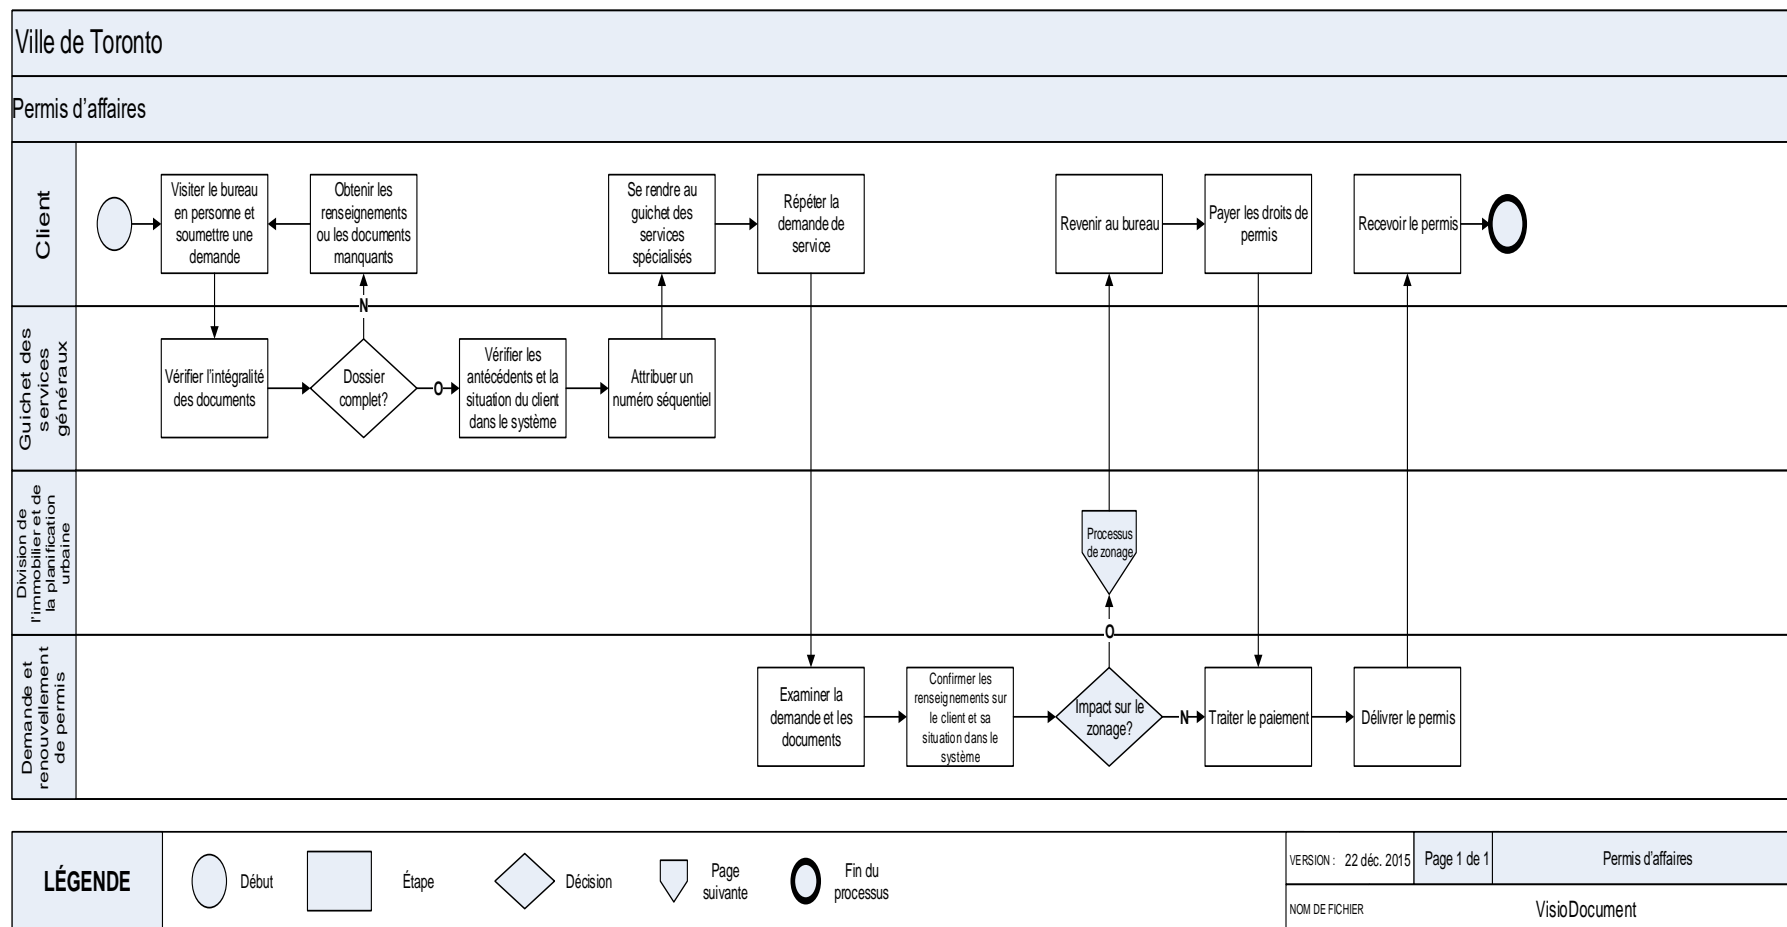 Ville de Toronto
Permis d'affaires
Client
Visiter le bureau
en personne et
soumettre une
demande
Obtenir les
renseignements
ou les documents
manquants
Se rendre au
guichet des
services
spécialisés
Répéter la
demande de
service
Revenir au bureau
Payer les droits de
permis
Recevoir le permis
N
Guichet des
services
généraux
Vérifier l'intégralité
des documents
Dossier
complet?
O
Vérifier les
antécédents et la
situation du client
dans le système
Attribuer un
numéro séquentiel
Division de
l'immobilier et de
la planification
urbaine
Processus
de zonage
O
Demande et
renouvellement
de permis
Examiner la
demande et les
documents
Confirmer les
renseignements sur
le client et sa
situation dans le
système
Impact sur le
zonage?
N
Traiter le paiement
Délivrer le permis
LÉGENDE
Début
Étape
Décision
Page
suivante
Fin du
processus
VERSION : 22 déc. 2015
Page 1 de 1
Permis d'affaires
NOM DE FICHIER
VisioDocument